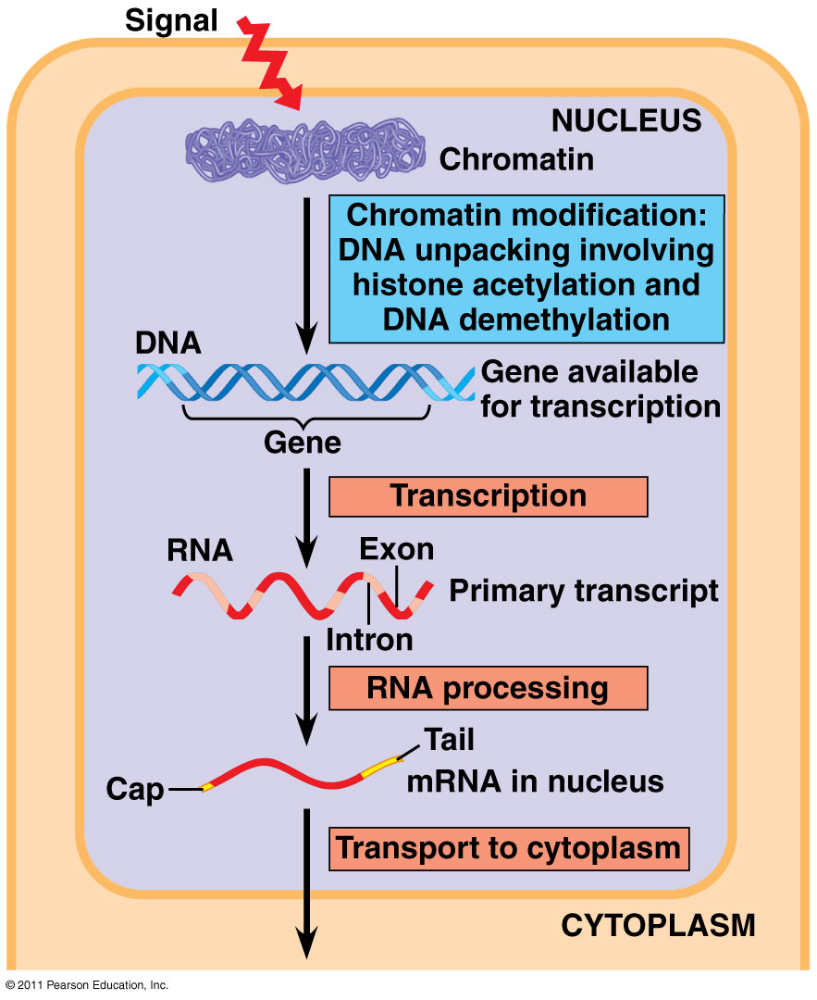 Signal
NUCLEUS
Chromatin
Chromatin modification:
DNA unpacking involving
histone acetylation and
DNA demethylation
DNA
Gene available
for transcription
Gene
Transcription
RNA
Exon
Primary transcript
Intron
RNA processing
Tail
Cap
mRNA in nucleus
Transport to cytoplasm
CYTOPLASM
© 2011 Pearson Education, Inc.